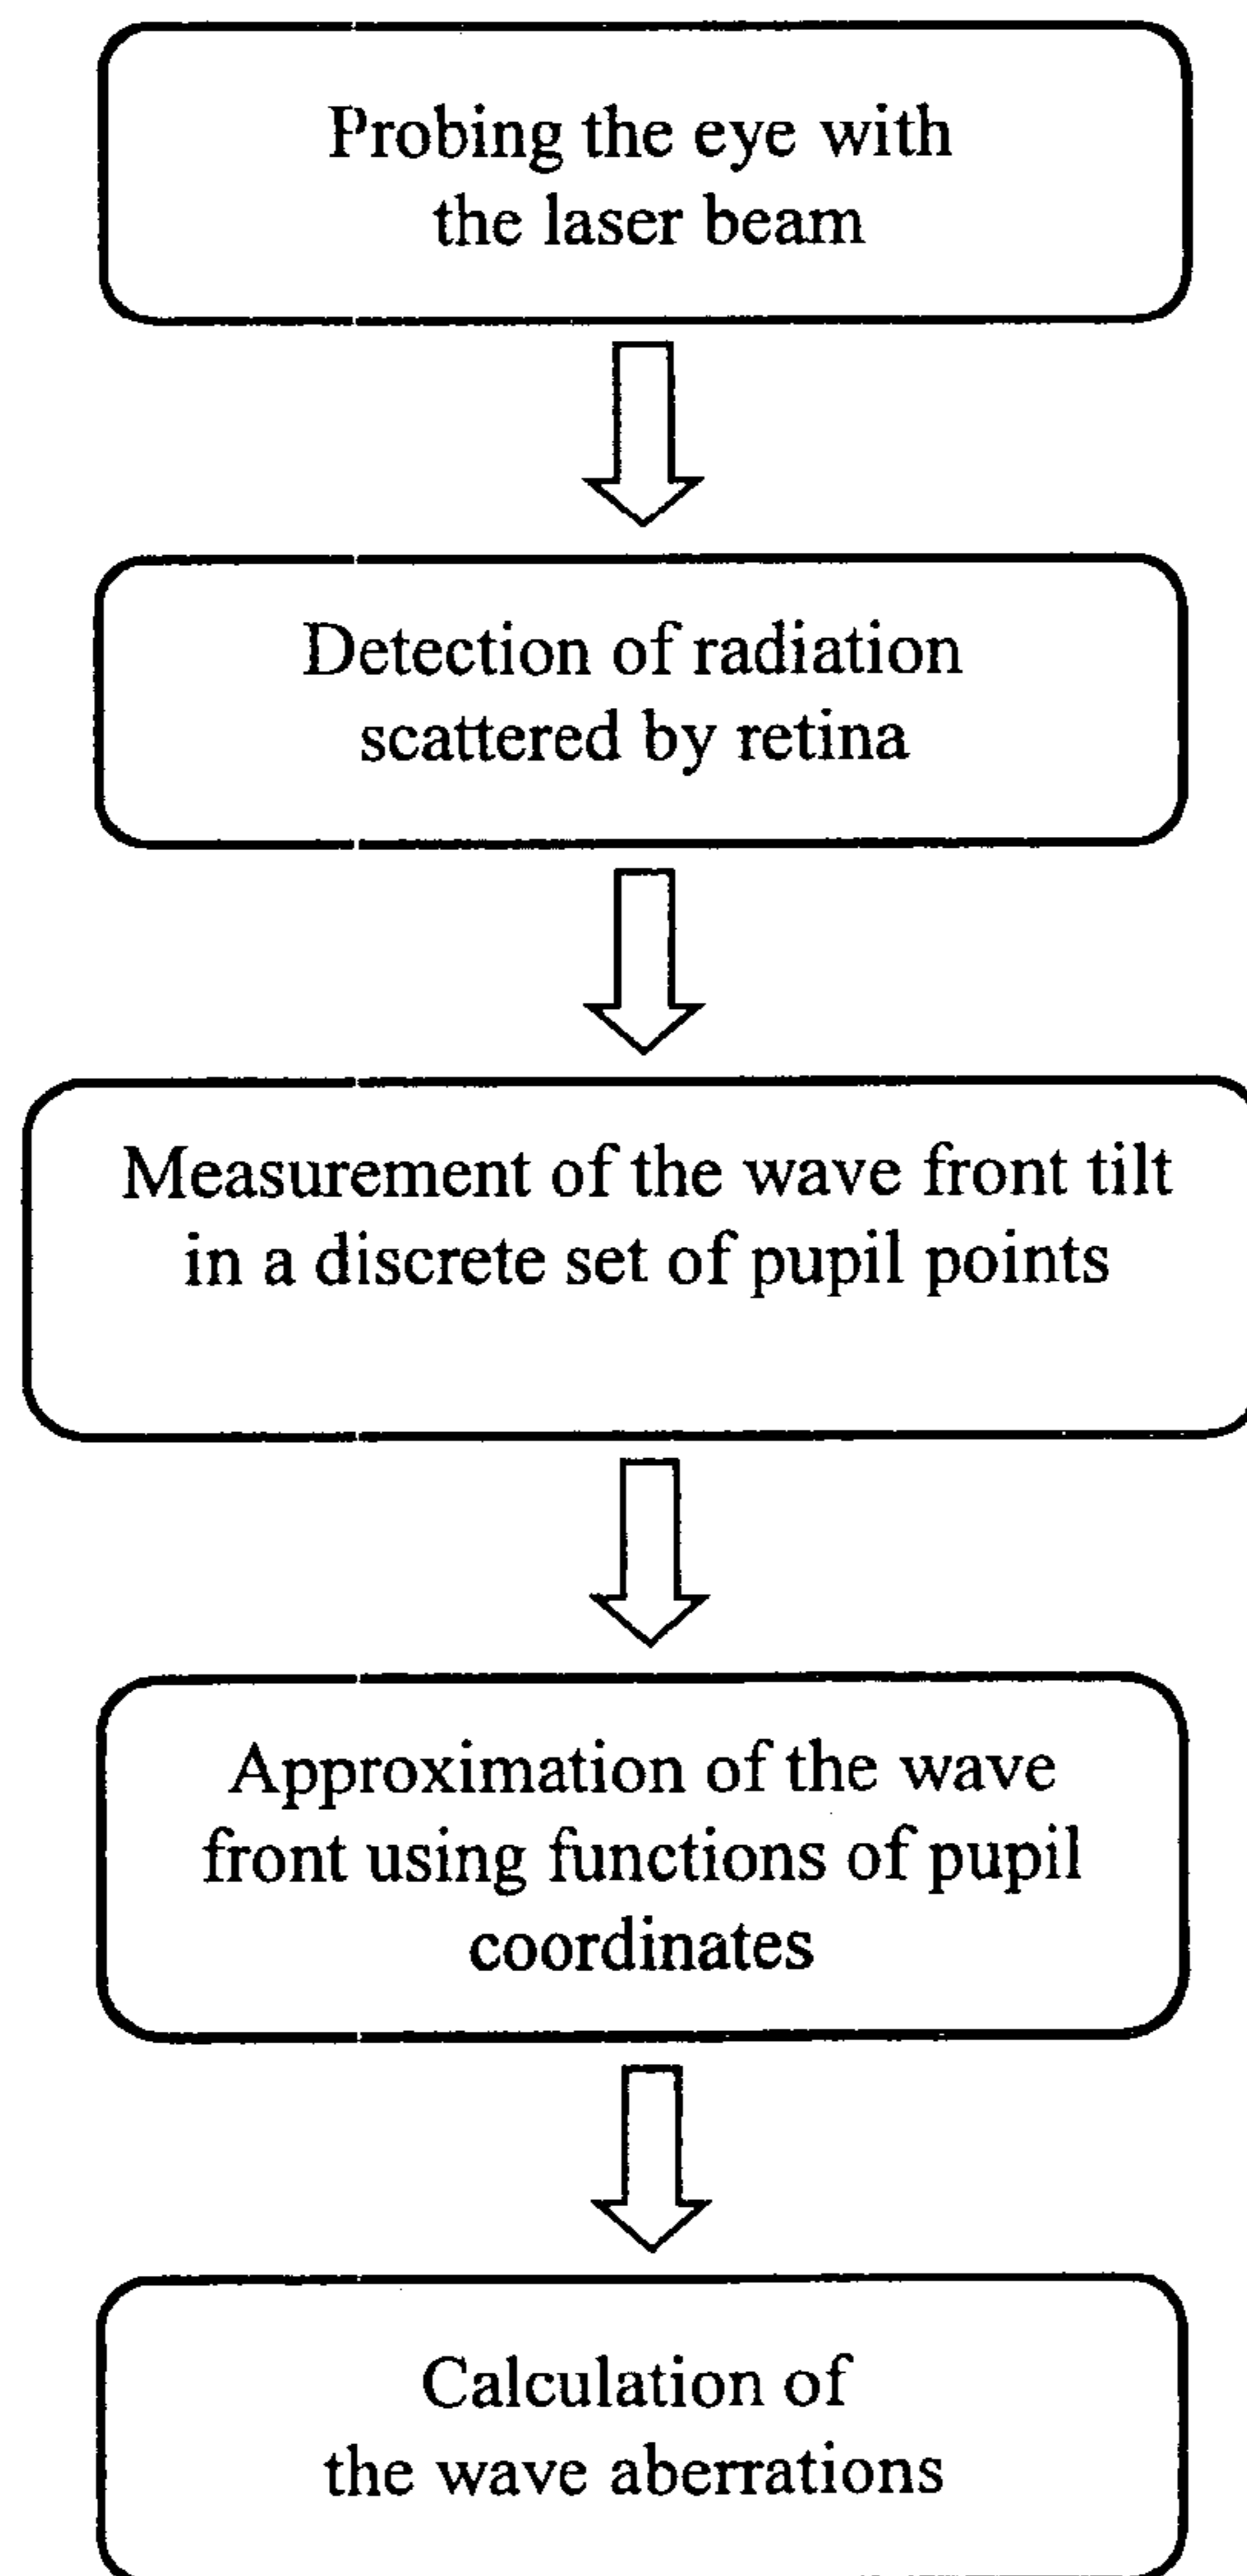 Probing the eye with
the laser beam
Detection of radiation
scattered by retina
Measurement of the wave front tilt
in a discrete set of pupil points
Approximation of the wave
front using functions of pupil
coordinates
Calculation of
the wave aberrations